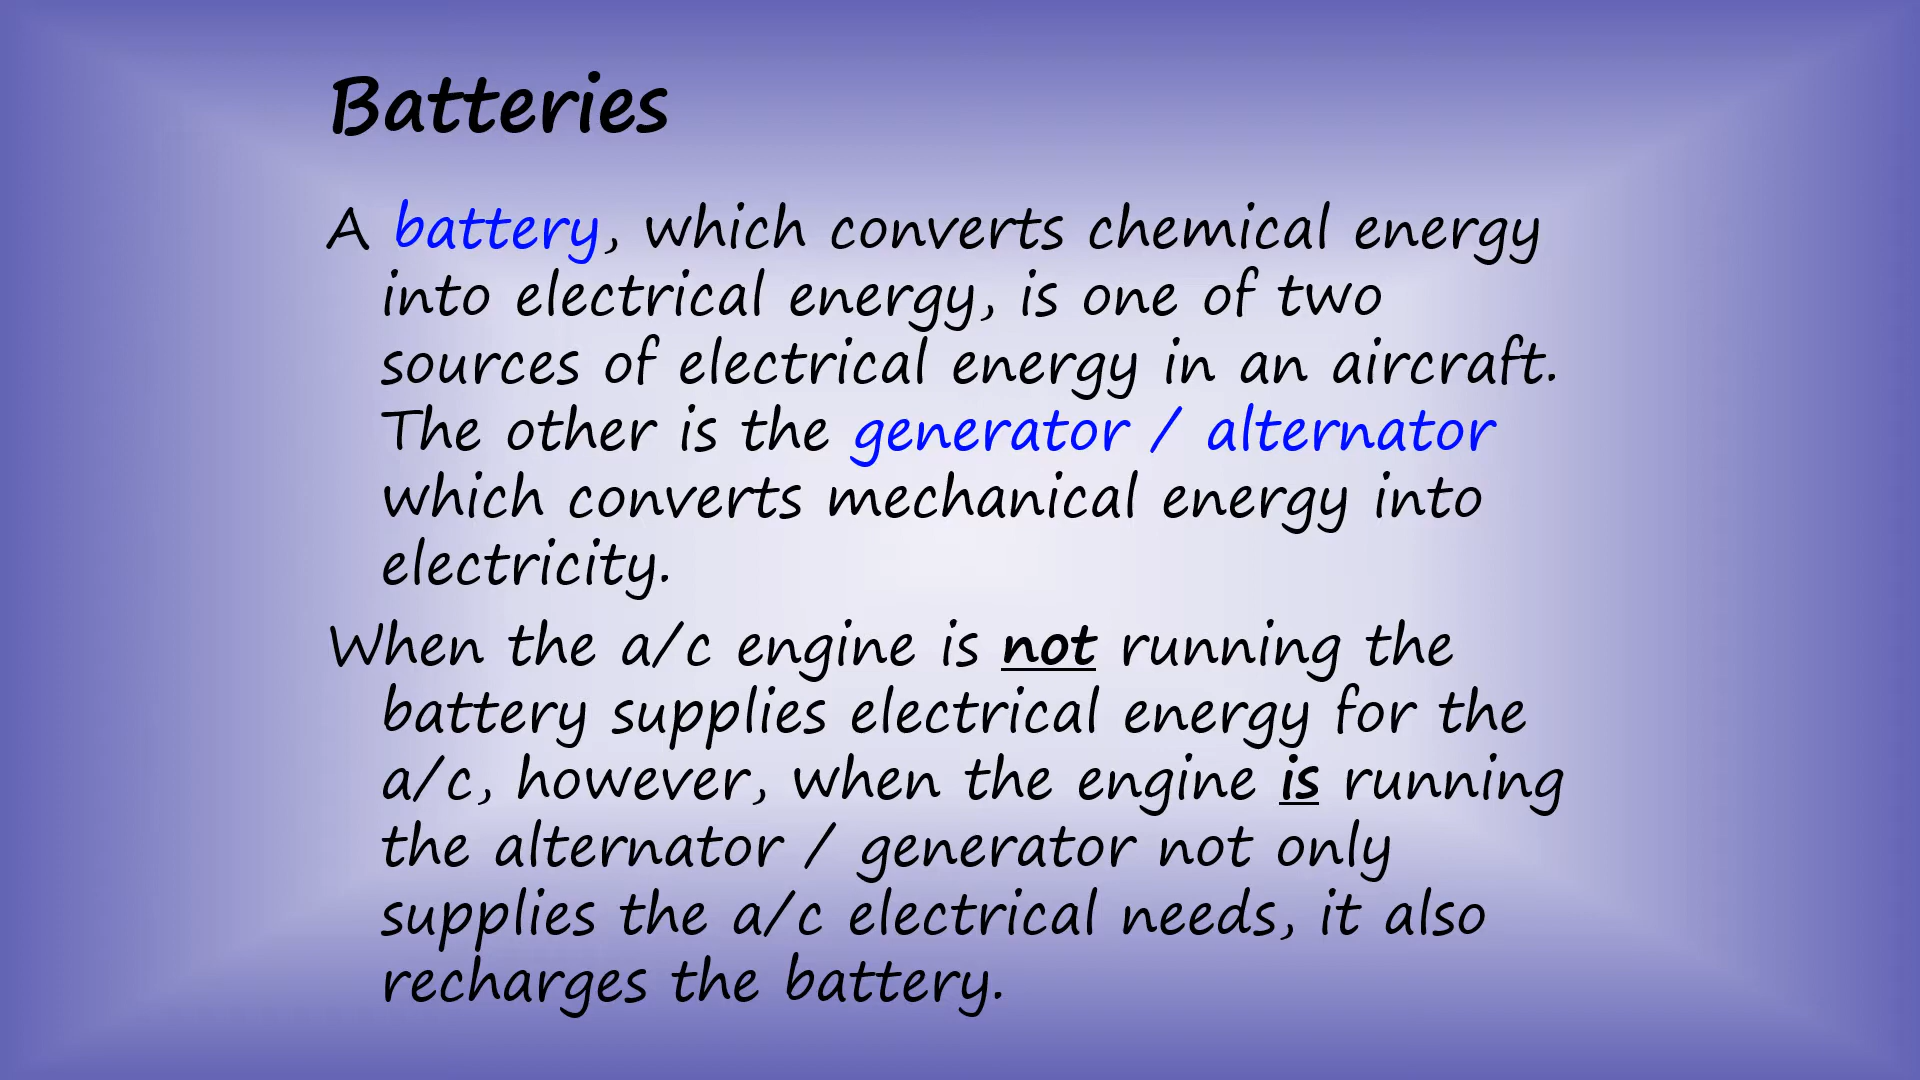 Batteries
A battery, which converts chemical energy
into electrical energy, is one of two
sources of electrical energy in an aircraft.
The other is the generator / alternator
which converts mechanical energy into
electricity.
When the a/c engine is not running the
battery supplies electrical energy for the
a/c, however, when the engine is running
the alternator / generator not only
supplies the a/c electrical needs, it also
recharges the battery.